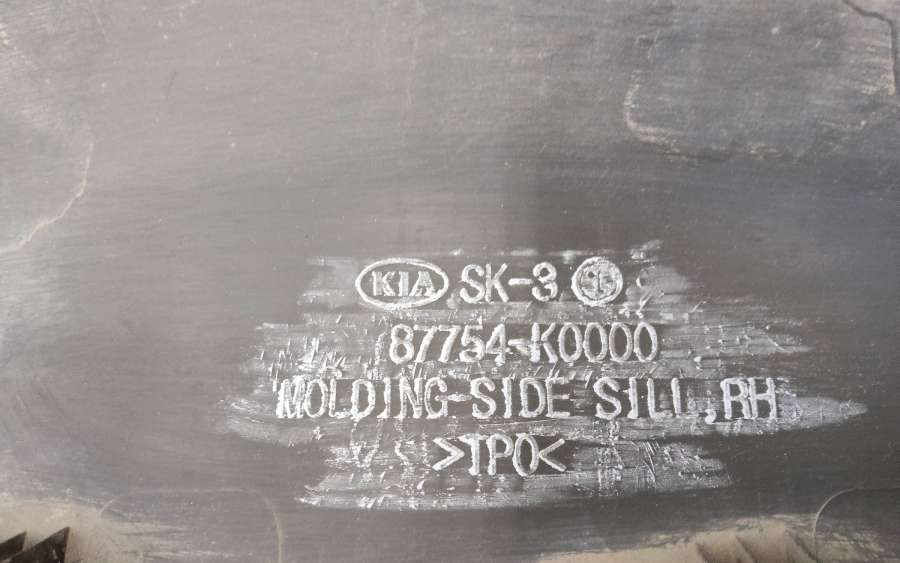 KIA SK-3
87754-K0000
MOLDING-SIDE SILL,RH
>TPO<